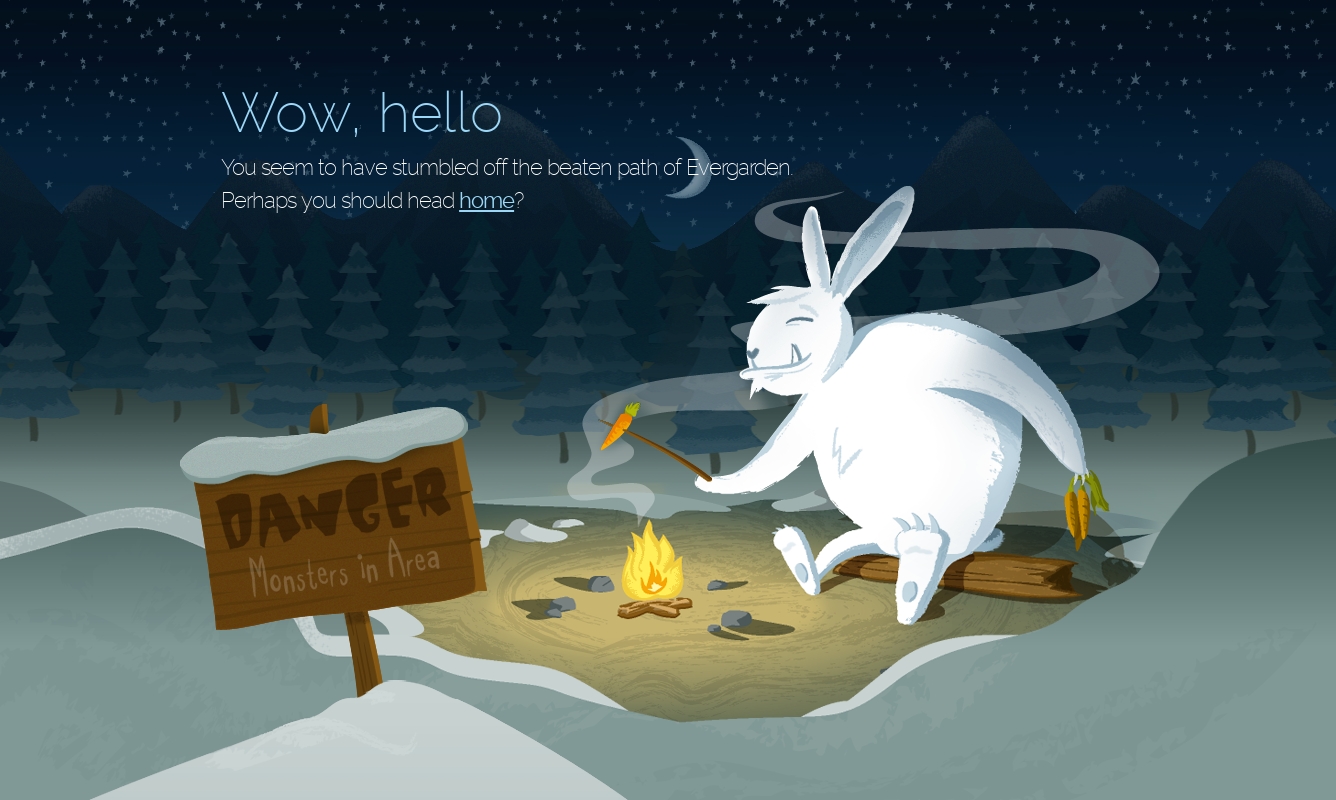 Wow, hello
You seem to have stumbled off the beaten path of Evergarden.
Perhaps you should head home?
DANGER
Monsters in Area